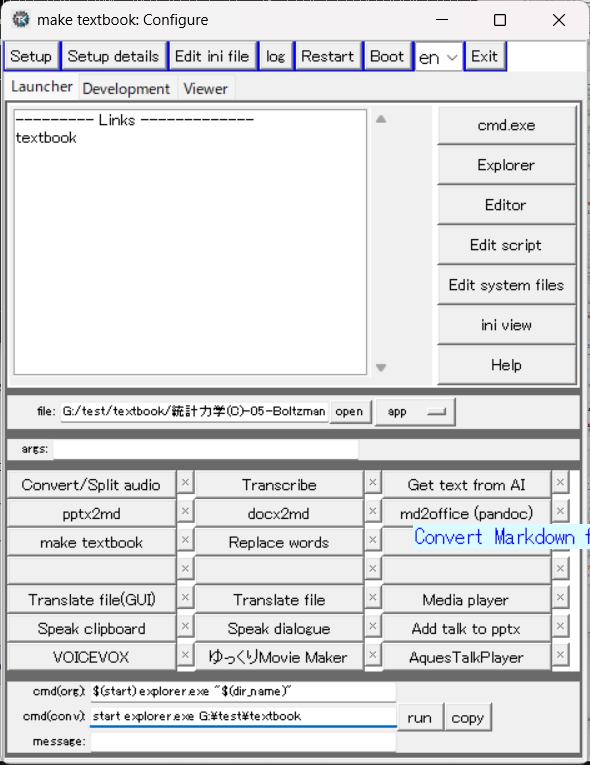 make textbook: Configure
Setup Setup details Edit ini file log Restart Boot en Exit
Launcher Development Viewer
--------- Links -------------
textbook
cmd.exe
Explorer
Editor
Edit script
Edit system files
ini view
Help
file: G:/test/textbook/統計力学(C)-05-Boltzman open app
args:
Convert/Split audio × Transcribe × Get text from AI ×
pptx2md × docx2md × md2office (pandoc) ×
make textbook × Replace words × Convert Markdown f
× × ×
Translate file(GUI) × Translate file × Media player ×
Speak clipboard × Speak dialogue × Add talk to pptx ×
VOICEVOX × ゆっくりMovie Maker × AquesTalkPlayer ×
cmd(org): $(start) explorer.exe "$(dir_name)"
cmd(conv): start explorer.exe G:¥test¥textbook run copy
message: